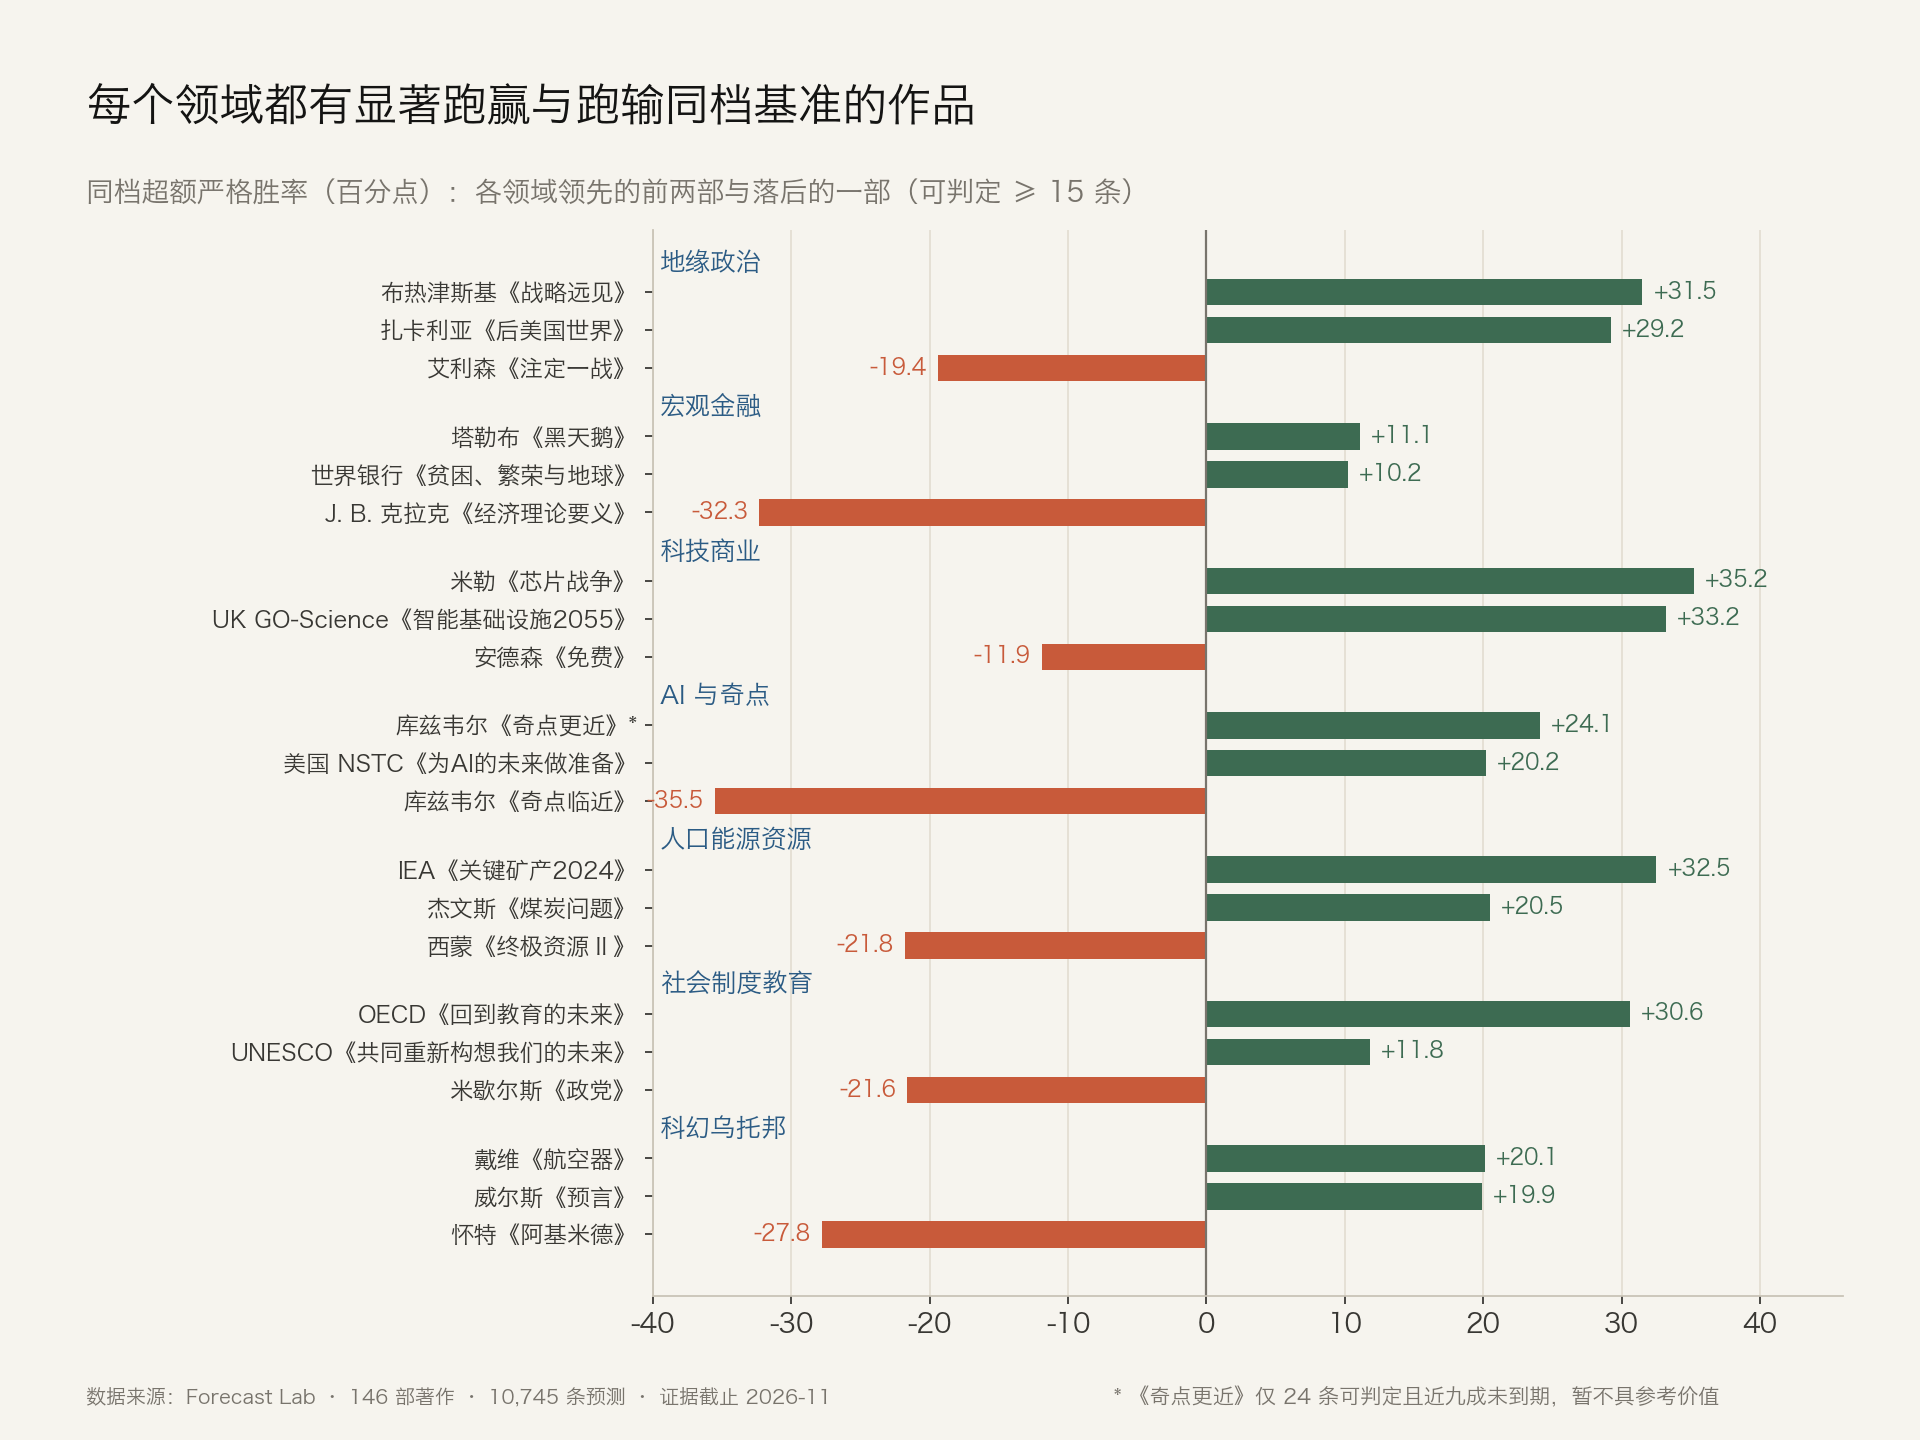 每个领域都有显著跑赢与跑输同档基准的作品
同档超额严格胜率（百分点）：各领域领先的前两部与落后的一部（可判定 ≥ 15 条）
地缘政治
布热津斯基《战略远见》 +31.5
扎卡利亚《后美国世界》 +29.2
艾利森《注定一战》 -19.4
宏观金融
塔勒布《黑天鹅》 +11.1
世界银行《贫困、繁荣与地球》 +10.2
J. B. 克拉克《经济理论要义》 -32.3
科技商业
米勒《芯片战争》 +35.2
UK GO-Science《智能基础设施2055》 +33.2
安德森《免费》 -11.9
AI 与奇点
库兹韦尔《奇点更近》* +24.1
美国 NSTC《为AI的未来做准备》 +20.2
库兹韦尔《奇点临近》 -35.5
人口能源资源
IEA《关键矿产2024》 +32.5
杰文斯《煤炭问题》 +20.5
西蒙《终极资源 II 》 -21.8
社会制度教育
OECD《回到教育的未来》 +30.6
UNESCO《共同重新构想我们的未来》 +11.8
米歇尔斯《政党》 -21.6
科幻乌托邦
戴维《航空器》 +20.1
威尔斯《预言》 +19.9
怀特《阿基米德》 -27.8
-40 -30 -20 -10 0 10 20 30 40
数据来源：Forecast Lab · 146 部著作 · 10,745 条预测 · 证据截止 2026-11
* 《奇点更近》仅 24 条可判定且近九成未到期，暂不具参考价值